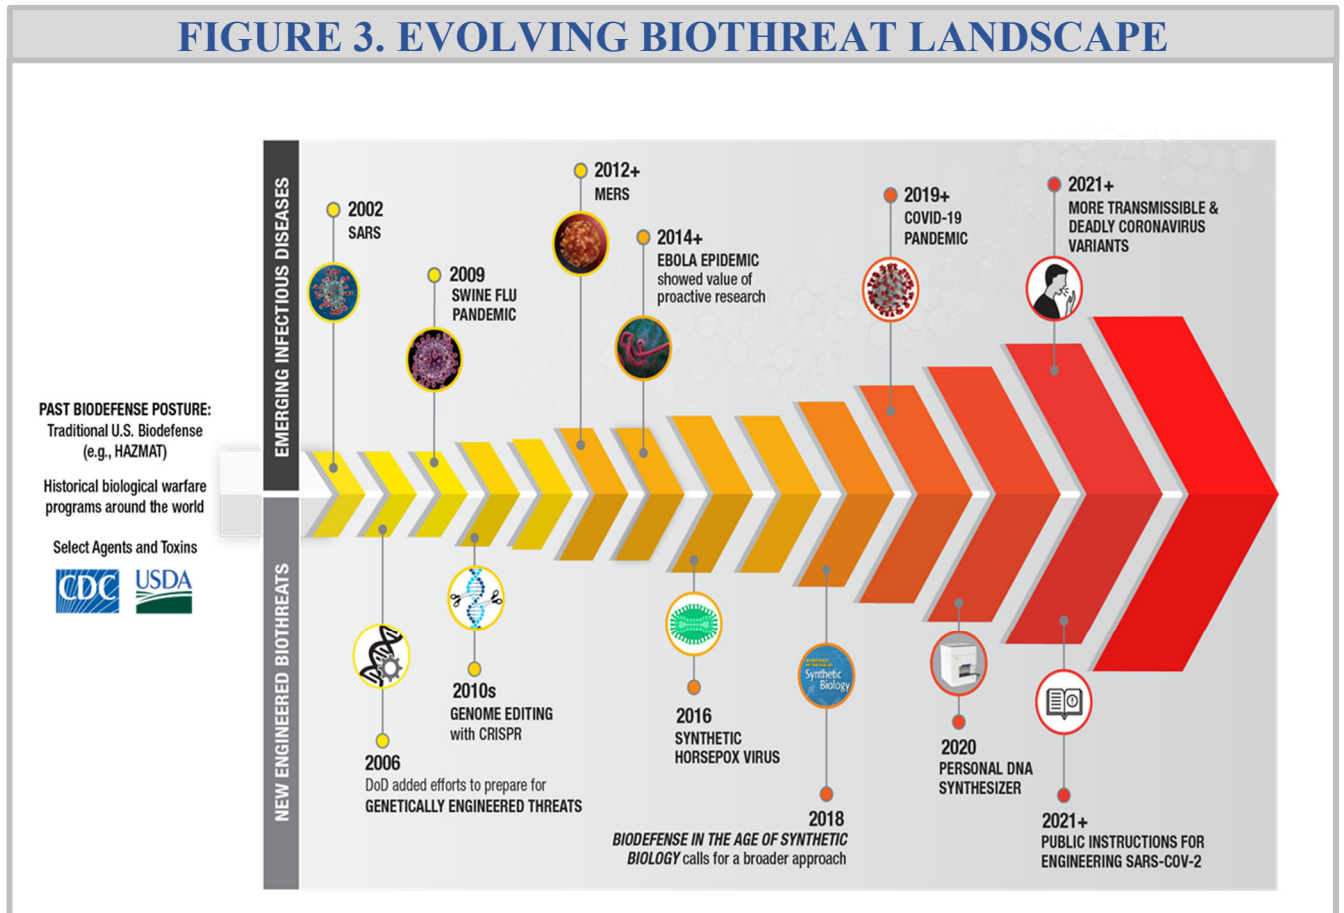 FIGURE 3. EVOLVING BIOTHREAT LANDSCAPE
EMERGING INFECTIOUS DISEASES
2002
SARS
2009
SWINE FLU
PANDEMIC
2012+
MERS
2014+
EBOLA EPIDEMIC
showed value of
proactive research
2019+
COVID-19
PANDEMIC
2021+
MORE TRANSMISSIBLE &
DEADLY CORONAVIRUS
VARIANTS
PAST BIODEFENSE POSTURE:
Traditional U.S. Biodefense
(e.g., HAZMAT)
Historical biological warfare
programs around the world
Select Agents and Toxins
CDC
USDA
NEW ENGINEERED BIOTHREATS
2006
DoD added efforts to prepare for
GENETICALLY ENGINEERED THREATS
2010s
GENOME EDITING
with CRISPR
2016
SYNTHETIC
HORSEPOX VIRUS
Synthetic
Biology
2018
BIODEFENSE IN THE AGE OF SYNTHETIC
BIOLOGY calls for a broader approach
2020
PERSONAL DNA
SYNTHESIZER
2021+
PUBLIC INSTRUCTIONS FOR
ENGINEERING SARS-COV-2